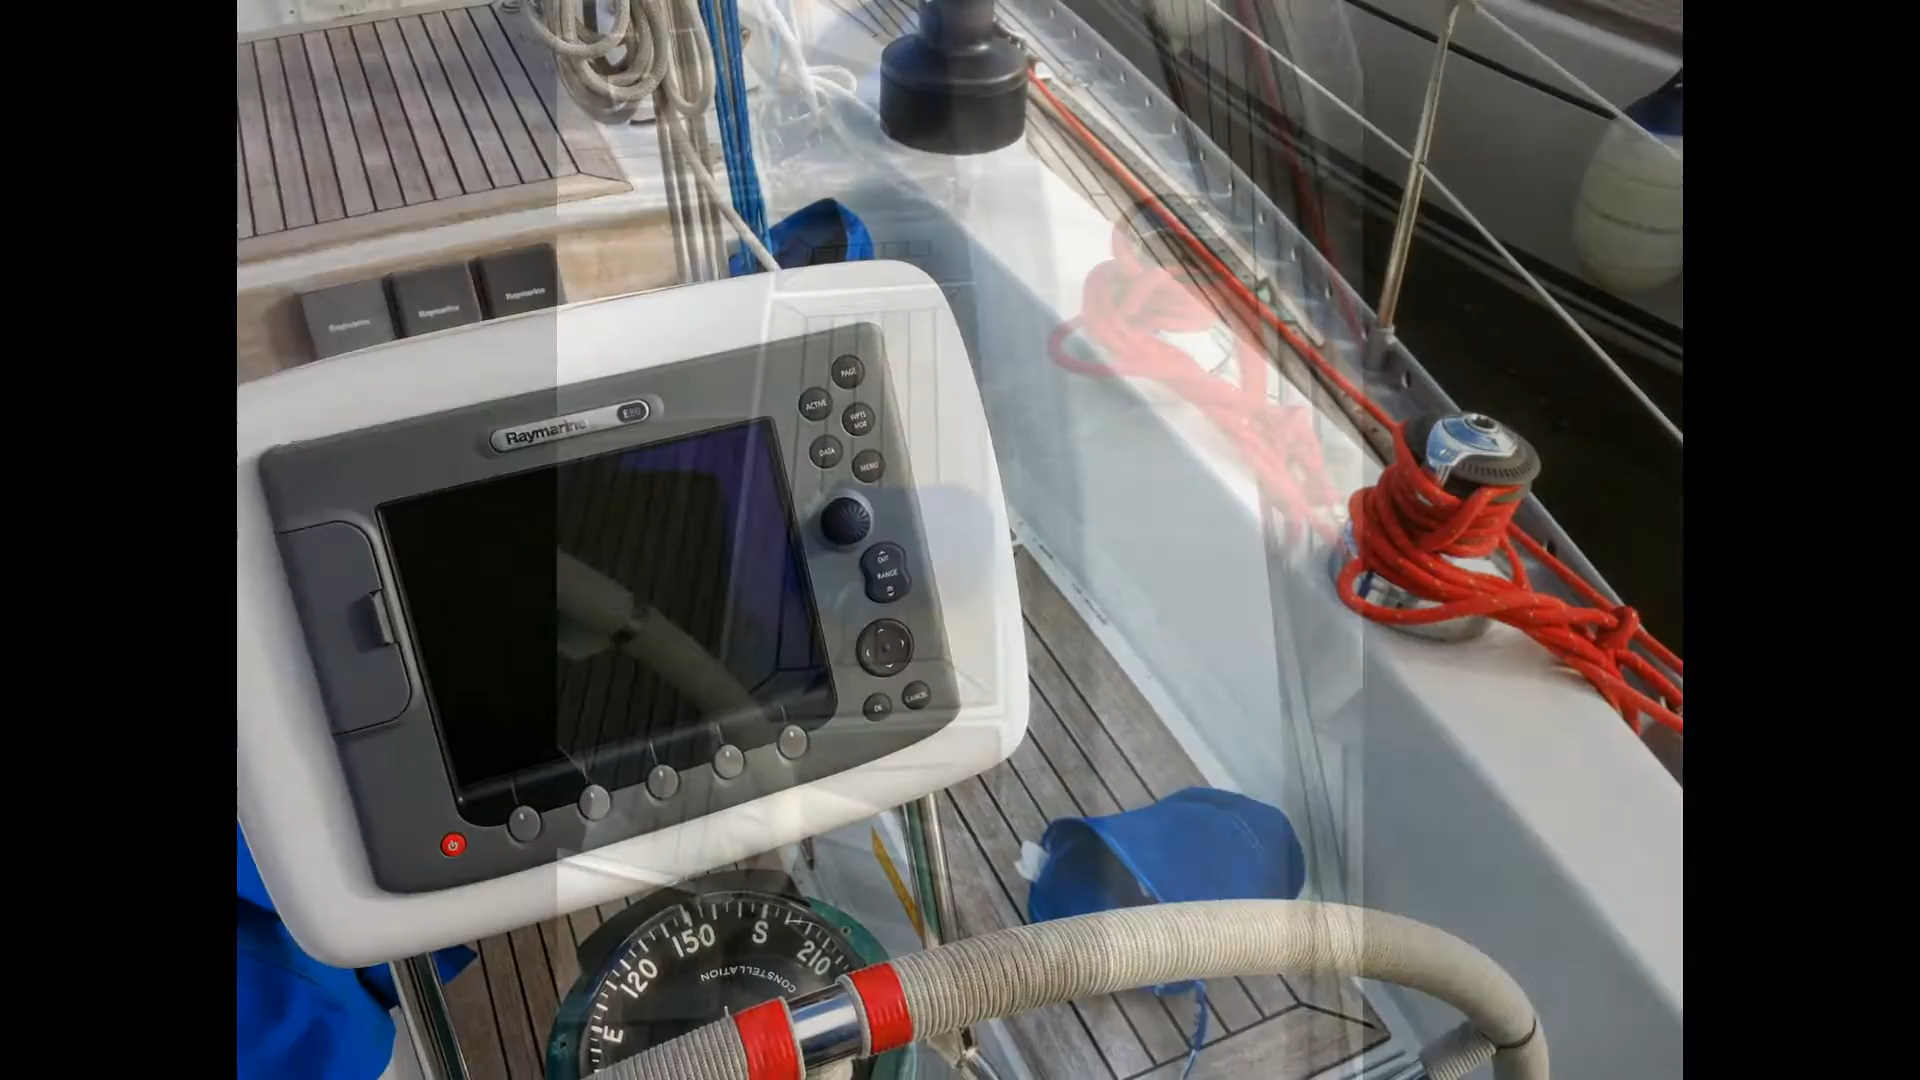 Raymarine
Raymarine
Raymarine
Raymarine E80
PAGE
ACTIVE
WPTS
MOB
DATA
MENU
OUT
RANGE
IN
OK
CANCEL
E 120 150 S 210
CONSTELLATION